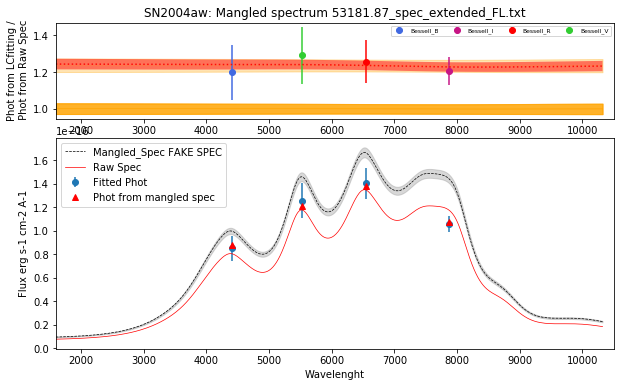 SN2004aw: Mangled spectrum 53181.87_spec_extended_FL.txt
Phot from LCfitting /
Phot from Raw Spec
1.4
1.2
1.0
Bessell_B
Bessell_I
Bessell_R
Bessell_V
2000 3000 4000 5000 6000 7000 8000 9000 10000
1e−16
Flux erg s-1 cm-2 A-1
1.6
1.4
1.2
1.0
0.8
0.6
0.4
0.2
0.0
Mangled_Spec FAKE SPEC
Raw Spec
Fitted Phot
Phot from mangled spec
2000 3000 4000 5000 6000 7000 8000 9000 10000
Wavelenght